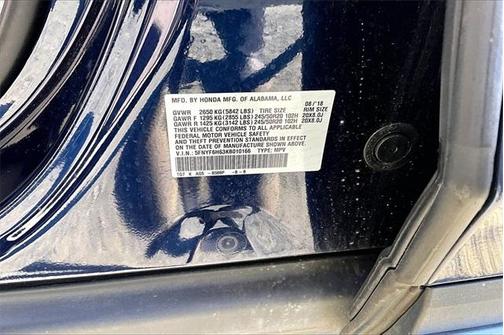 MFD. BY HONDA MFG. OF ALABAMA, LLC 08/'18
GVWR 2650 KG (5842 LBS) TIRE SIZE RIM SIZE
GAWR F 1295 KG (2855 LBS) 245/50R20 102H 20X8.0J
GAWR R 1425 KG (3142 LBS) 245/50R20 102H 20X8.0J
THIS VEHICLE CONFORMS TO ALL APPLICABLE
FEDERAL MOTOR VEHICLE SAFETY
AND THEFT PREVENTION STANDARDS IN
EFFECT ON THE DATE OF MANUFACTURE SHOWN ABOVE.
V.I.N.: 5FNYF6H63KB010166 TYPE: MPV